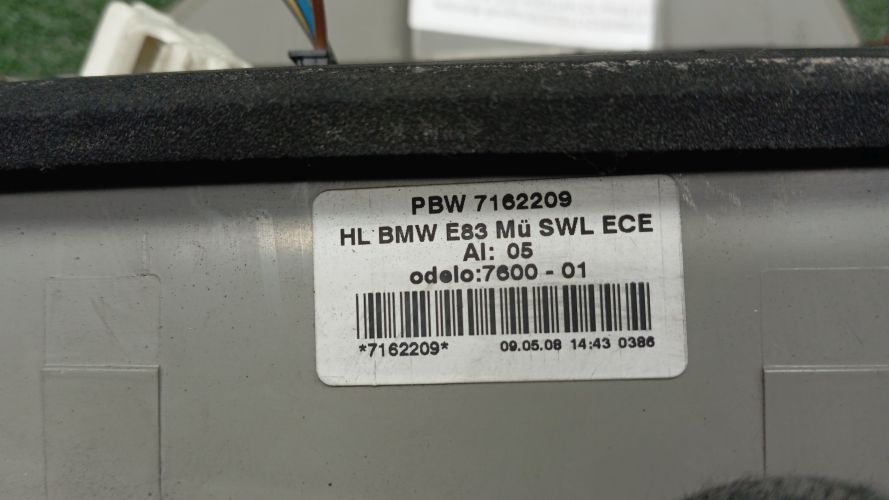 PBW 7162209
HL BMW E83 Mü SWL ECE
AI: 05
odelo:7600 - 01
*7162209* 09.05.08 14:43 0386